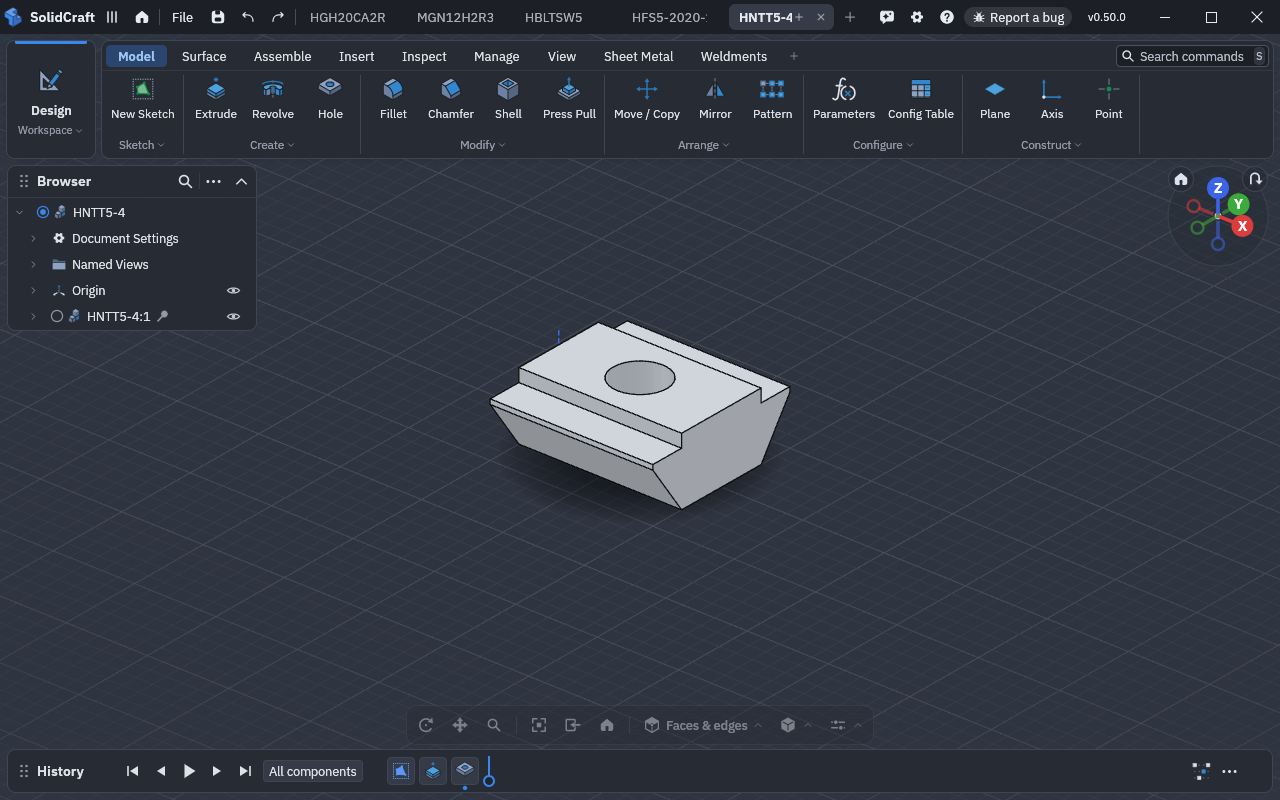 SolidCraft
File
HGH20CA2R
MGN12H2R3
HBLTSW5
HFS5-2020-
HNTT5-4
Report a bug
v0.50.0
Design
Workspace
Model
Surface
Assemble
Insert
Inspect
Manage
View
Sheet Metal
Weldments
Search commands
S
New Sketch
Extrude
Revolve
Hole
Fillet
Chamfer
Shell
Press Pull
Move / Copy
Mirror
Pattern
Parameters
Config Table
Plane
Axis
Point
Sketch
Create
Modify
Arrange
Configure
Construct
Browser
HNTT5-4
Document Settings
Named Views
Origin
HNTT5-4:1
Z
Y
X
Faces & edges
History
All components